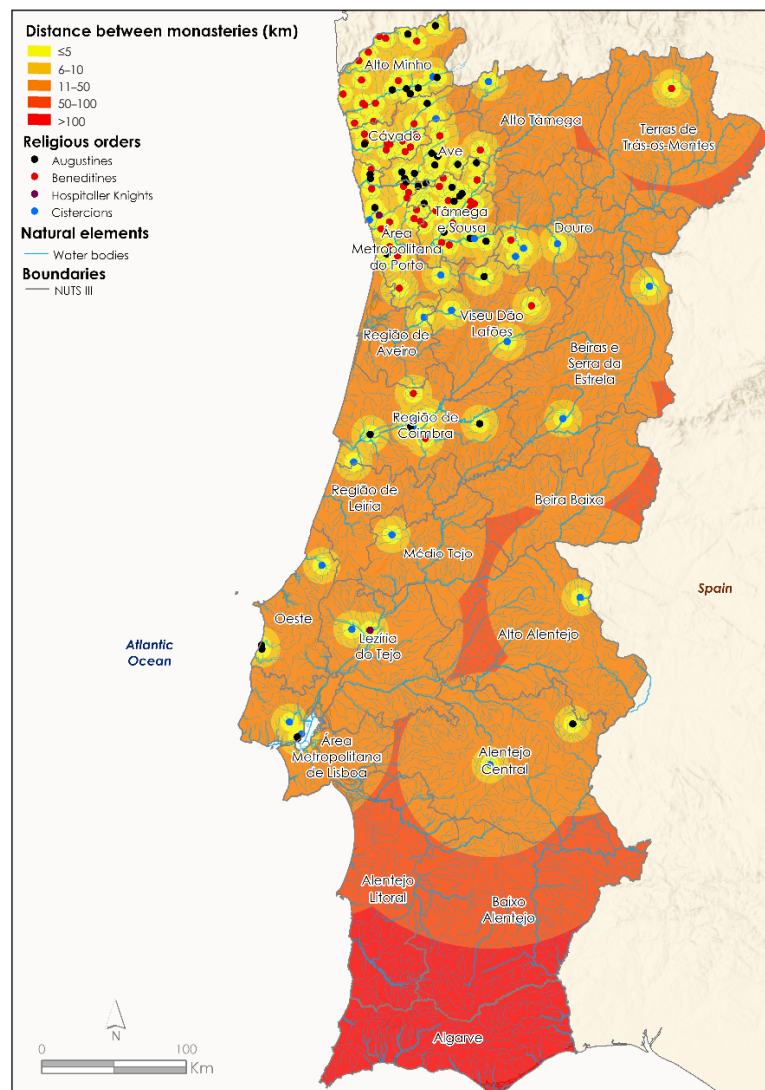 Distance between monasteries (km)
≤5
6–10
11–50
50–100
>100
Religious orders
Augustines
Beneditines
Hospitaller Knights
Cistercians
Natural elements
Water bodies
Boundaries
NUTS III
Alto Minho
Alto Tâmega
Terras de
Trás-os-Montes
Cávado
Ave
Tâmega
e Sousa
Douro
Área
Metropolitana
do Porto
Viseu Dão
Lafões
Região de
Aveiro
Beiras e
Serra da
Estrela
Região de
Coimbra
Região de
Leiria
Beira Baixa
Médio Tejo
Spain
Oeste
Lezíria
do Tejo
Alto Alentejo
Atlantic
Ocean
Área
Metropolitana
de Lisboa
Alentejo
Central
Alentejo
Litoral
Baixo
Alentejo
Algarve
N
0 100
Km